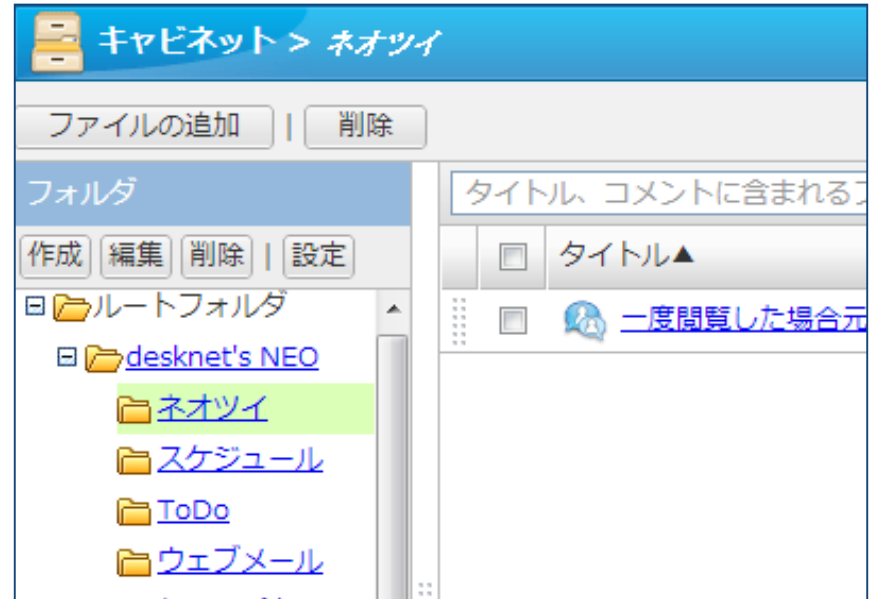 キャビネット > ネオツイ
ファイルの追加 | 削除
フォルダ
タイトル、コメントに含まれる
作成 編集 削除 | 設定
タイトル▲
ルートフォルダ
一度閲覧した場合元
desknet's NEO
ネオツイ
スケジュール
ToDo
ウェブメール